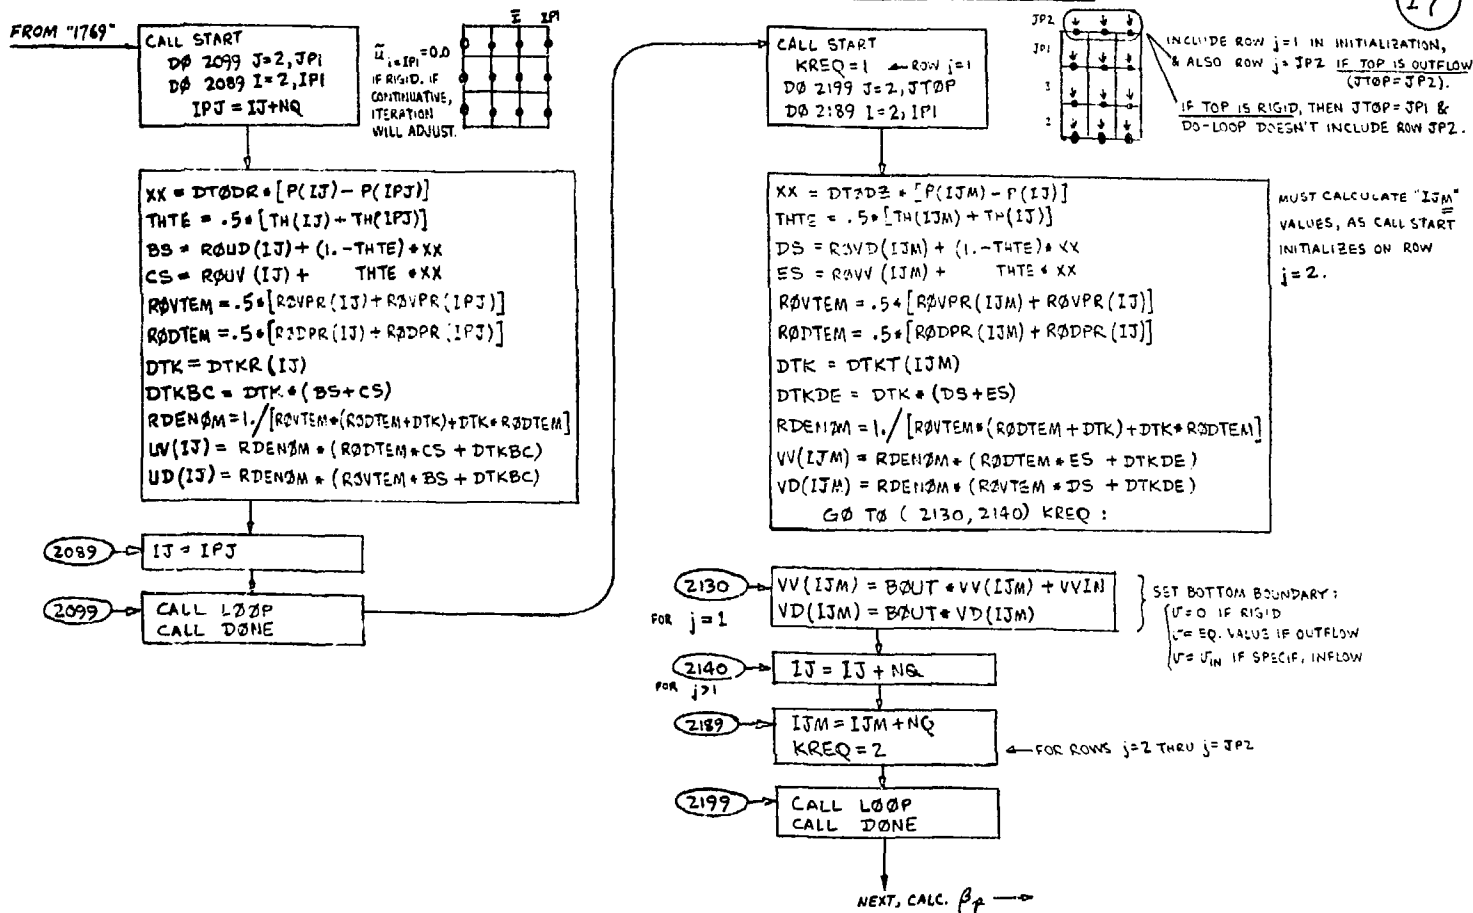 17
FROM "1769"
CALL START
DØ 2099 J=2,JP1
DØ 2089 I=2,IP1
IPJ = IJ+NQ
ũ i=IP1 = 0.0
IF RIGID. IF
CONTINUATIVE,
ITERATION
WILL ADJUST.
Ī IP1
XX = DTØDR * [P(IJ) - P(IPJ)]
THTE = .5* [TH(IJ) + TH(IPJ)]
BS = RØUD(IJ) + (1.-THTE) * XX
CS = RØUV(IJ) + THTE * XX
RØVTEM = .5*[RØVPR(IJ) + RØVPR(IPJ)]
RØDTEM = .5*[RØDPR(IJ) + RØDPR(IPJ)]
DTK = DTKR(IJ)
DTKBC = DTK * (BS+CS)
RDENØM = 1./[RØVTEM*(RØDTEM+DTK)+DTK*RØDTEM]
UV(IJ) = RDENØM * (RØDTEM*CS + DTKBC)
UD(IJ) = RDENØM * (RØVTEM*BS + DTKBC)
2089
IJ = IPJ
2099
CALL LØØP
CALL DØNE
CALL START
KREQ = 1 ← ROW j=1
DØ 2199 J=2, JTØP
DØ 2189 I=2, IP1
JP2
JP1
3
2
INCLUDE ROW j=1 IN INITIALIZATION,
& ALSO ROW j=JP2 IF TOP IS OUTFLOW
(JTØP=JP2).
IF TOP IS RIGID, THEN JTØP=JP1 &
DO-LOOP DOESN'T INCLUDE ROW JP2.
XX = DTØDZ * [P(IJM) - P(IJ)]
THTE = .5* [TH(IJM) + TH(IJ)]
DS = RØVD(IJM) + (1.-THTE) * XX
ES = RØVV(IJM) + THTE * XX
RØVTEM = .5*[RØVPR(IJM) + RØVPR(IJ)]
RØDTEM = .5*[RØDPR(IJM) + RØDPR(IJ)]
DTK = DTKT(IJM)
DTKDE = DTK * (DS+ES)
RDENØM = 1./[RØVTEM*(RØDTEM+DTK)+DTK*RØDTEM]
VV(IJM) = RDENØM * (RØDTEM*ES + DTKDE)
VD(IJM) = RDENØM * (RØVTEM*DS + DTKDE)
GØ TØ (2130, 2140) KREQ :
MUST CALCULATE "IJM"
VALUES, AS CALL START
INITIALIZES ON ROW
j=2.
2130
FOR j=1
VV(IJM) = BØUT * VV(IJM) + VVIN
VD(IJM) = BØUT * VD(IJM)
SET BOTTOM BOUNDARY:
v=0 IF RIGID
v= EQ. VALUE IF OUTFLOW
v= vIN IF SPECIF. INFLOW
2140
FOR j>1
IJ = IJ + NQ
2189
IJM = IJM + NQ
KREQ = 2
← FOR ROWS j=2 THRU j=JP2
2199
CALL LØØP
CALL DØNE
NEXT, CALC. βp →